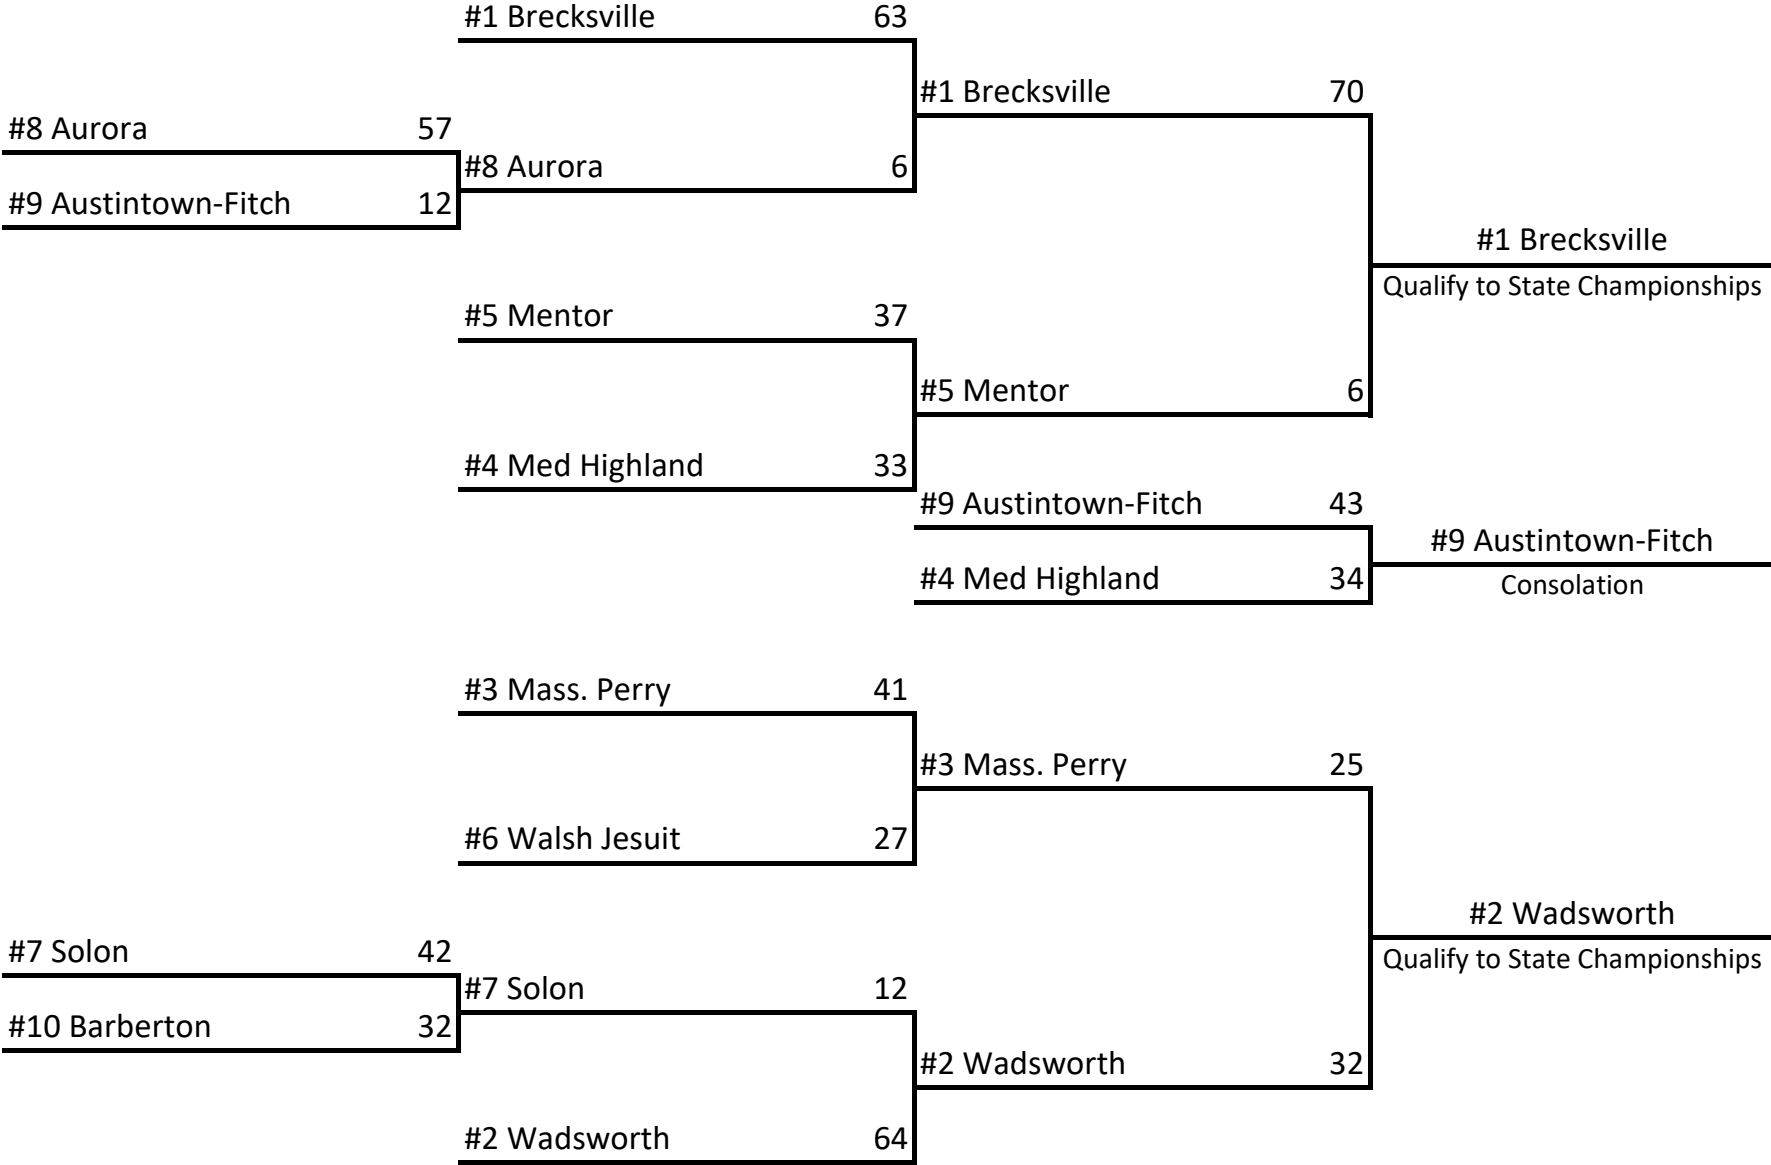 #1 Brecksville 63
#1 Brecksville 70
#8 Aurora 57
#8 Aurora 6
#9 Austintown-Fitch 12
#1 Brecksville
Qualify to State Championships
#5 Mentor 37
#5 Mentor 6
#4 Med Highland 33
#9 Austintown-Fitch 43
#9 Austintown-Fitch
#4 Med Highland 34
Consolation
#3 Mass. Perry 41
#3 Mass. Perry 25
#6 Walsh Jesuit 27
#2 Wadsworth
#7 Solon 42
Qualify to State Championships
#7 Solon 12
#10 Barberton 32
#2 Wadsworth 32
#2 Wadsworth 64